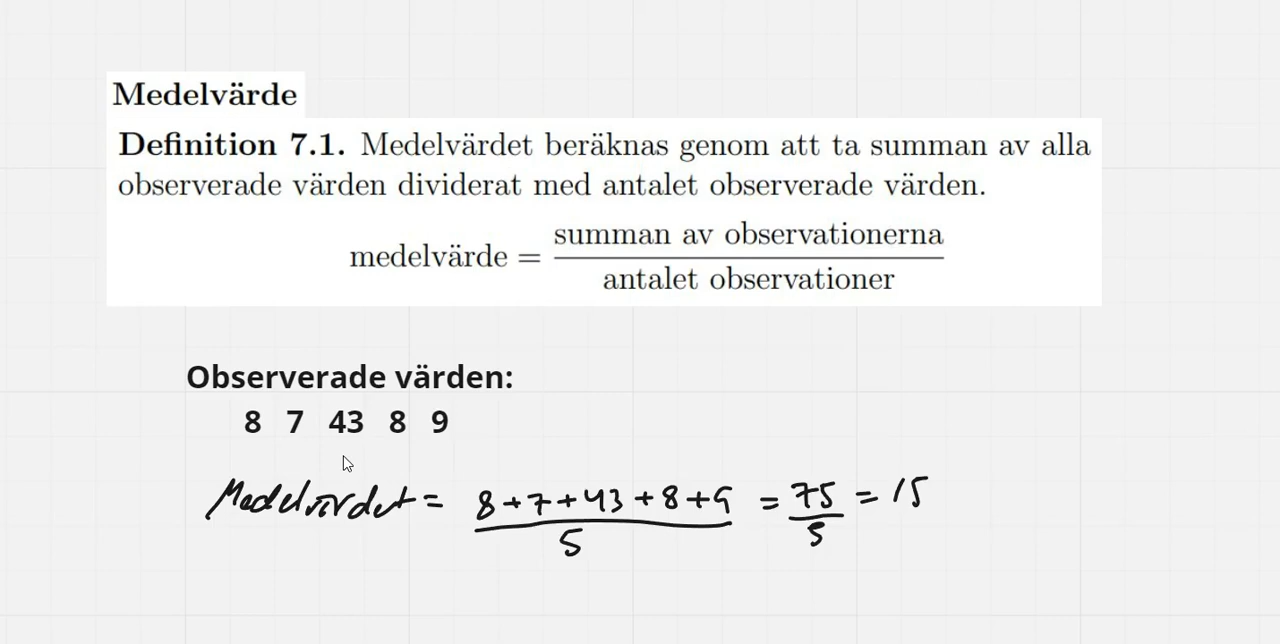 Medelvärde
Definition 7.1. Medelvärdet beräknas genom att ta summan av alla
observerade värden dividerat med antalet observerade värden.
medelvärde = summan av observationerna / antalet observationer
Observerade värden:
8 7 43 8 9
Medelvärdet = 8+7+43+8+9 / 5 = 75 / 5 = 15